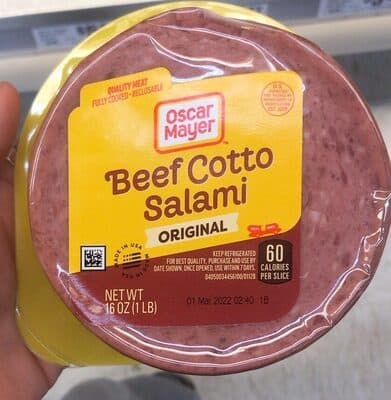 QUALITY MEAT
FULLY COOKED • RECLOSABLE
Oscar
Mayer
Beef Cotto
Salami
ORIGINAL
MADE IN USA
KEEP REFRIGERATED
FOR BEST QUALITY, PURCHASE AND USE BY
DATE SHOWN. ONCE OPENED, USE WITHIN 7 DAYS.
60
CALORIES
PER SLICE
NET WT
16 OZ (1 LB)
01 Mar 2022 02:40 1B